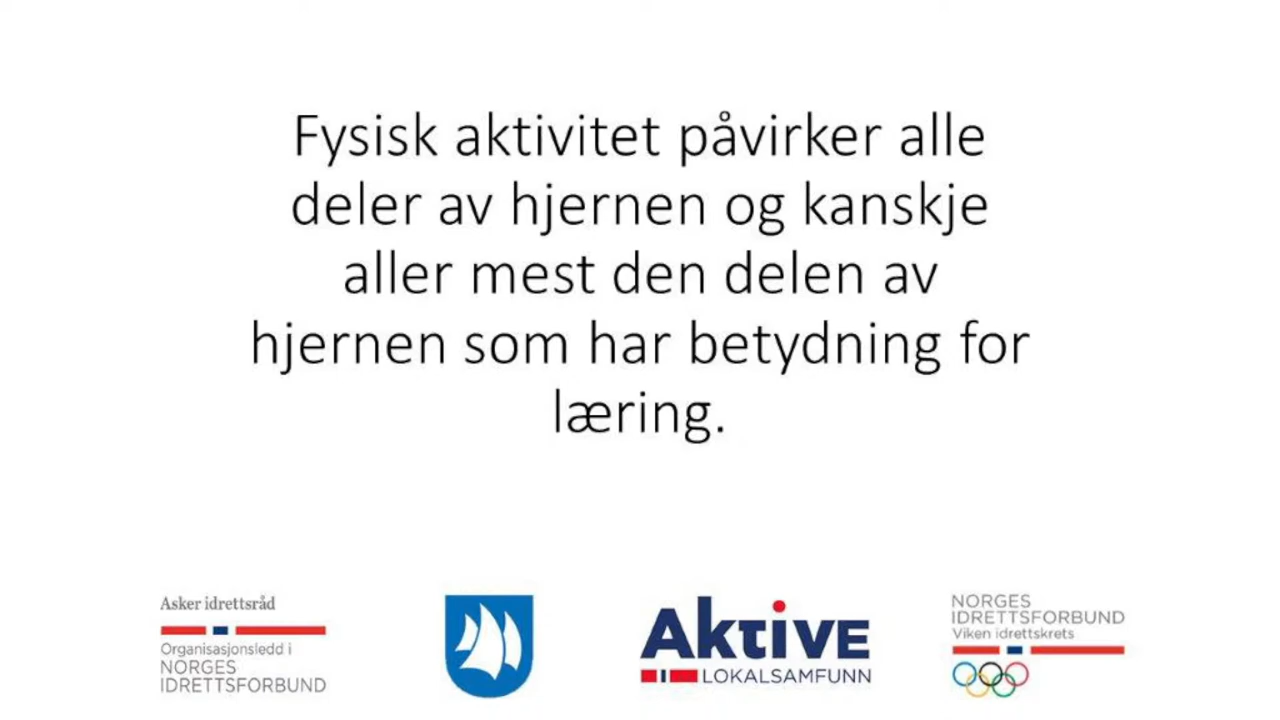 Fysisk aktivitet påvirker alle
deler av hjernen og kanskje
aller mest den delen av
hjernen som har betydning for
læring.
Asker idrettsråd
Organisasjonsledd i
NORGES
IDRETTSFORBUND
Aktive
LOKALSAMFUNN
NORGES
IDRETTSFORBUND
Viken idrettskrets